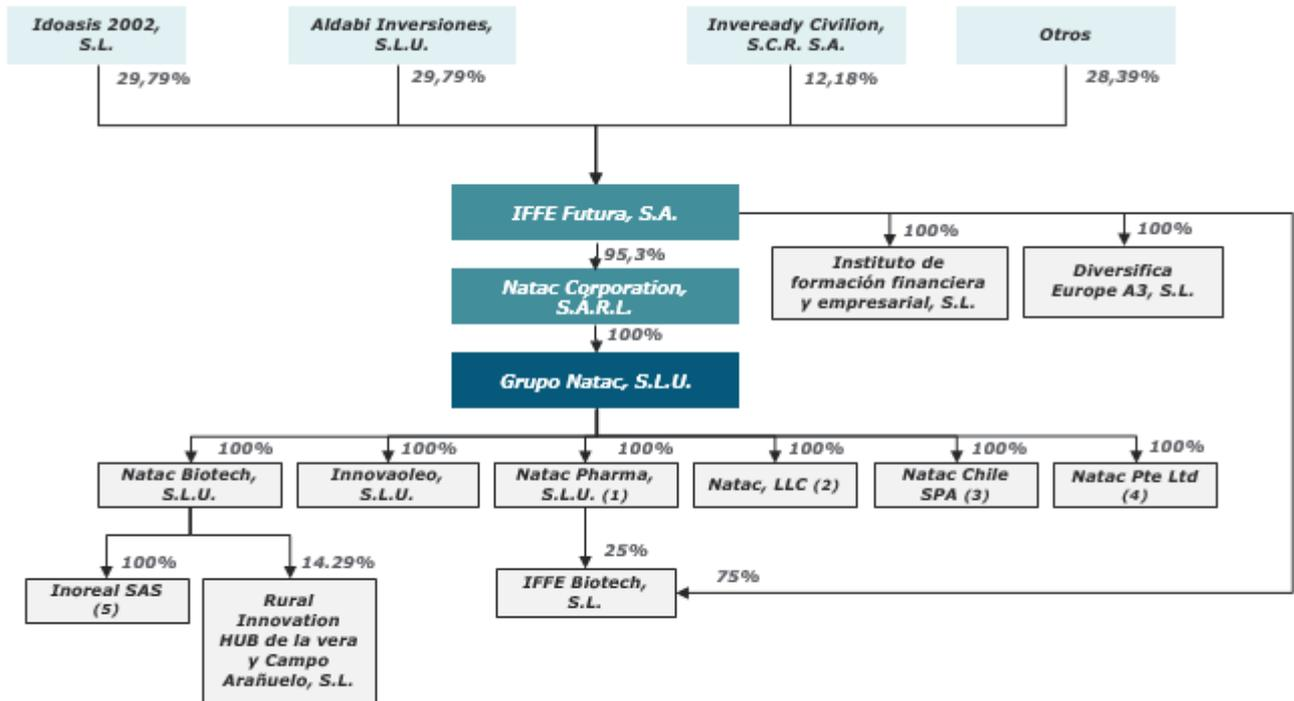 Idoasis 2002,
S.L.
Aldabi Inversiones,
S.L.U.
Inveready Civilion,
S.C.R. S.A.
Otros
29,79%
29,79%
12,18%
28,39%
IFFE Futura, S.A.
95,3%
100%
100%
Natac Corporation,
S.Á.R.L.
Instituto de
formación financiera
y empresarial, S.L.
Diversifica
Europe A3, S.L.
100%
Grupo Natac, S.L.U.
100%
100%
100%
100%
100%
100%
Natac Biotech,
S.L.U.
Innovaoleo,
S.L.U.
Natac Pharma,
S.L.U. (1)
Natac, LLC (2)
Natac Chile
SPA (3)
Natac Pte Ltd
(4)
100%
14.29%
25%
75%
Inoreal SAS
(5)
Rural
Innovation
HUB de la vera
y Campo
Arañuelo, S.L.
IFFE Biotech,
S.L.